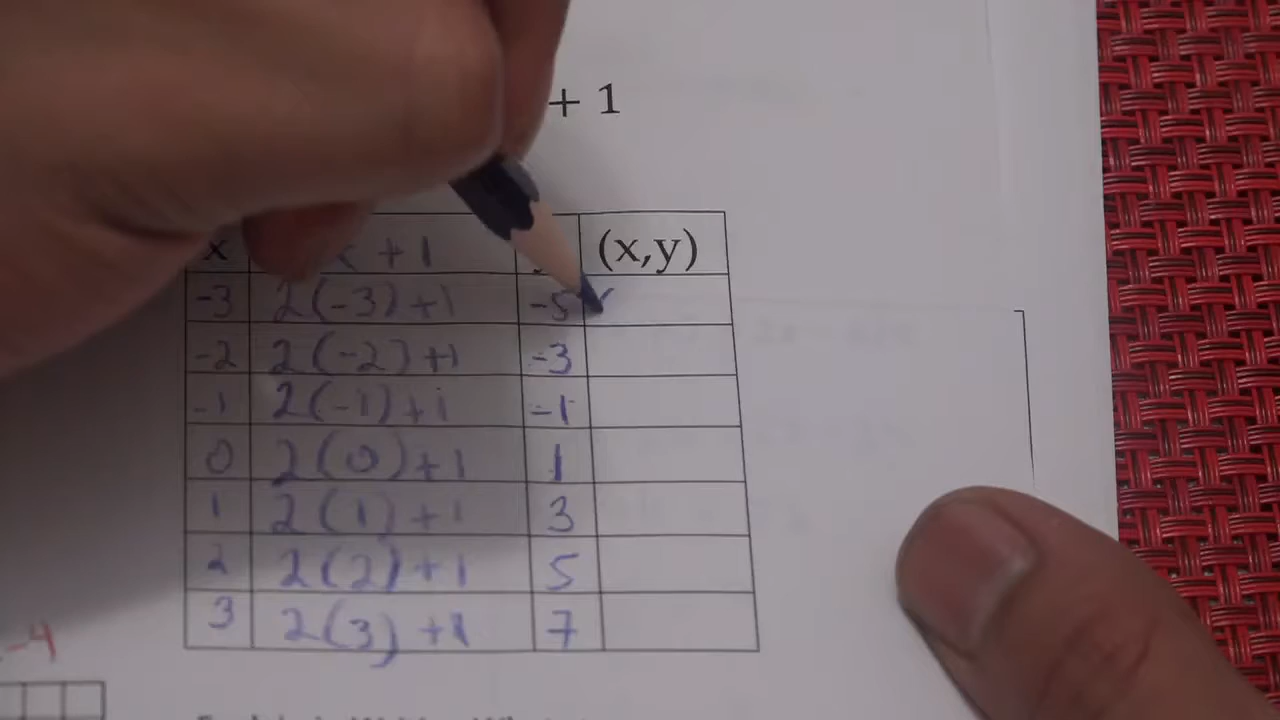 + 1
x + 1 (x,y)
-3 2(-3)+1 -5 (
-2 2(-2)+1 -3
-1 2(-1)+1 -1
0 2(0)+1 1
1 2(1)+1 3
2 2(2)+1 5
3 2(3)+1 7
-4